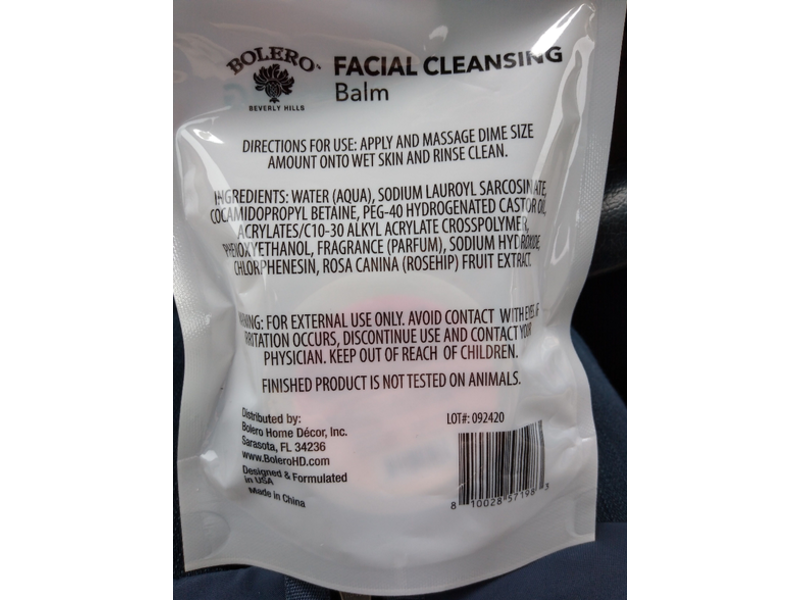 BOLERO
BEVERLY HILLS
FACIAL CLEANSING
Balm
DIRECTIONS FOR USE: APPLY AND MASSAGE DIME SIZE
AMOUNT ONTO WET SKIN AND RINSE CLEAN.
INGREDIENTS: WATER (AQUA), SODIUM LAUROYL SARCOSINATE,
COCAMIDOPROPYL BETAINE, PEG-40 HYDROGENATED CASTOR OIL,
ACRYLATES/C10-30 ALKYL ACRYLATE CROSSPOLYMER,
PHENOXYETHANOL, FRAGRANCE (PARFUM), SODIUM HYDROXIDE,
CHLORPHENESIN, ROSA CANINA (ROSEHIP) FRUIT EXTRACT.
WARNING: FOR EXTERNAL USE ONLY. AVOID CONTACT WITH EYES. IF
IRRITATION OCCURS, DISCONTINUE USE AND CONTACT YOUR
PHYSICIAN. KEEP OUT OF REACH OF CHILDREN.
FINISHED PRODUCT IS NOT TESTED ON ANIMALS.
Distributed by:
Bolero Home Décor, Inc.
Sarasota, FL 34236
www.BoleroHD.com
Designed & Formulated
in USA
Made in China
LOT#: 092420
8 10028 57198 3